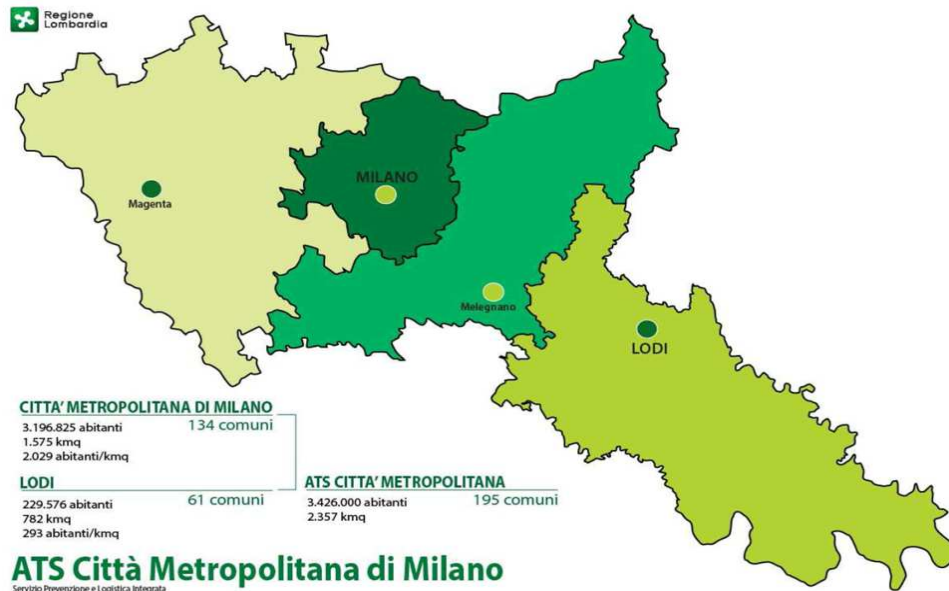 Regione
Lombardia
MILANO
Magenta
Melegnano
LODI
CITTA' METROPOLITANA DI MILANO
3.196.825 abitanti
134 comuni
1.575 kmq
2.029 abitanti/kmq
LODI
229.576 abitanti
61 comuni
782 kmq
293 abitanti/kmq
ATS CITTA' METROPOLITANA
3.426.000 abitanti
195 comuni
2.357 kmq
ATS Città Metropolitana di Milano
Servizio Prevenzione e Logistica Integrata